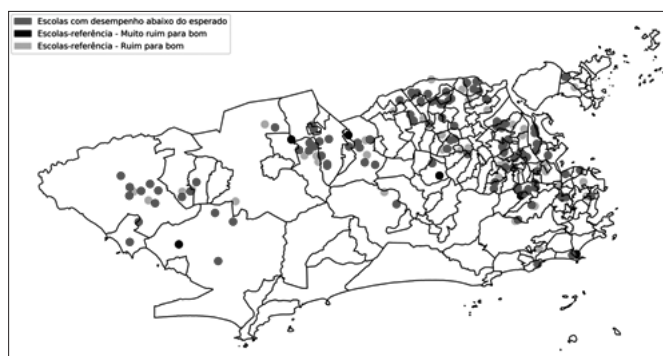 Escolas com desempenho abaixo do esperado
Escolas-referência - Muito ruim para bom
Escolas-referência - Ruim para bom